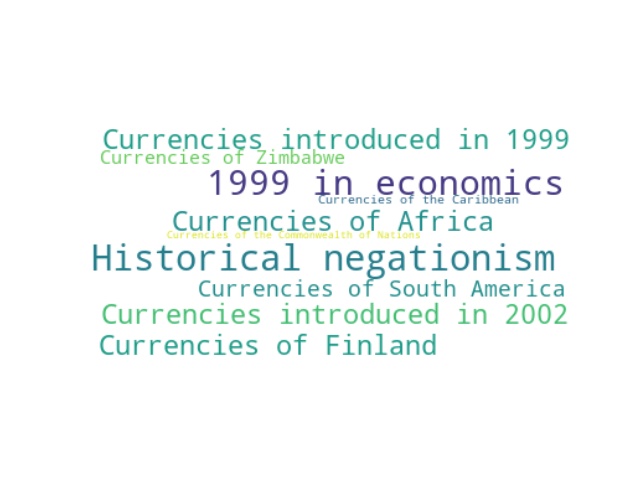 Currencies introduced in 1999
Currencies of Zimbabwe
1999 in economics
Currencies of the Caribbean
Currencies of Africa
Currencies of the Commonwealth of Nations
Historical negationism
Currencies of South America
Currencies introduced in 2002
Currencies of Finland